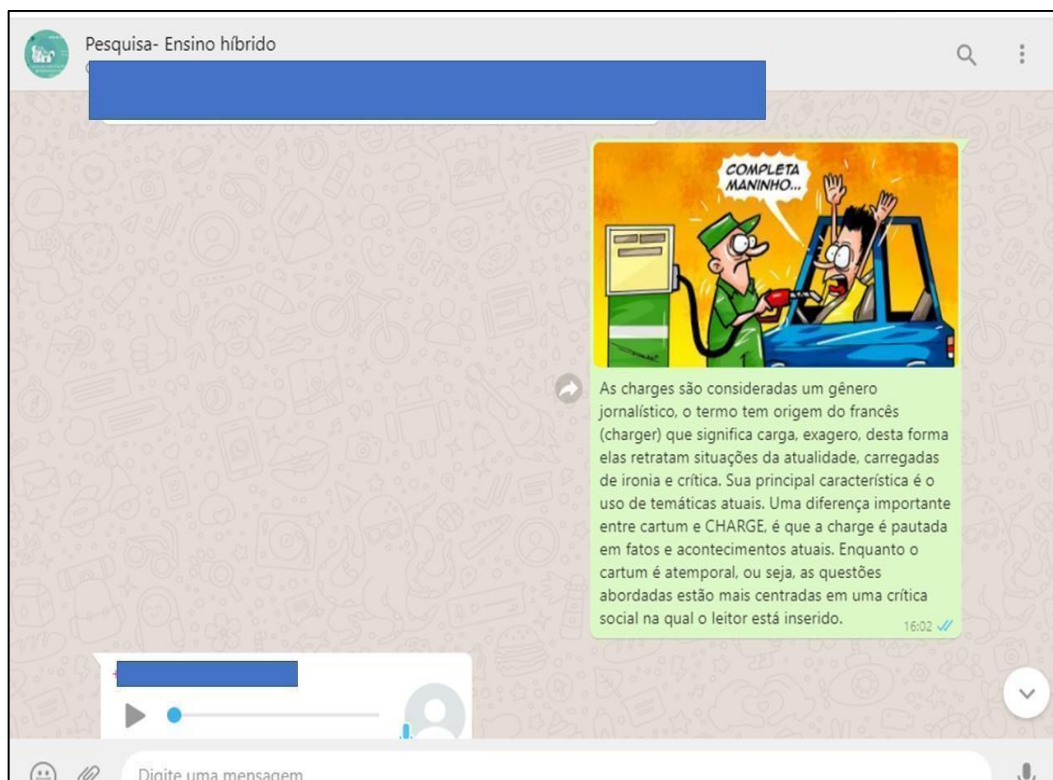 Pesquisa- Ensino híbrido
COMPLETA
MANINHO...
As charges são consideradas um gênero
jornalístico, o termo tem origem do francês
(charger) que significa carga, exagero, desta forma
elas retratam situações da atualidade, carregadas
de ironia e crítica. Sua principal característica é o
uso de temáticas atuais. Uma diferença importante
entre cartum e CHARGE, é que a charge é pautada
em fatos e acontecimentos atuais. Enquanto o
cartum é atemporal, ou seja, as questões
abordadas estão mais centradas em uma crítica
social na qual o leitor está inserido.
16:02
Digite uma mensagem